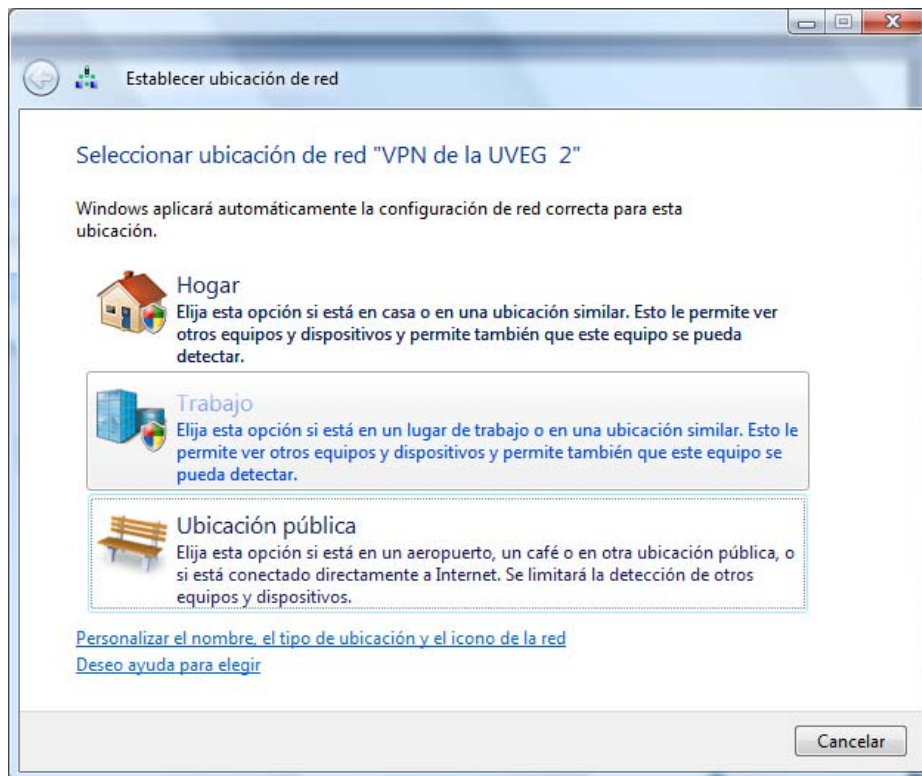 Establecer ubicación de red
Seleccionar ubicación de red "VPN de la UVEG  2"
Windows aplicará automáticamente la configuración de red correcta para esta
ubicación.
Hogar
Elija esta opción si está en casa o en una ubicación similar. Esto le permite ver
otros equipos y dispositivos y permite también que este equipo se pueda
detectar.
Trabajo
Elija esta opción si está en un lugar de trabajo o en una ubicación similar. Esto le
permite ver otros equipos y dispositivos y permite también que este equipo se
pueda detectar.
Ubicación pública
Elija esta opción si está en un aeropuerto, un café o en otra ubicación pública, o
si está conectado directamente a Internet. Se limitará la detección de otros
equipos y dispositivos.
Personalizar el nombre, el tipo de ubicación y el icono de la red
Deseo ayuda para elegir
Cancelar